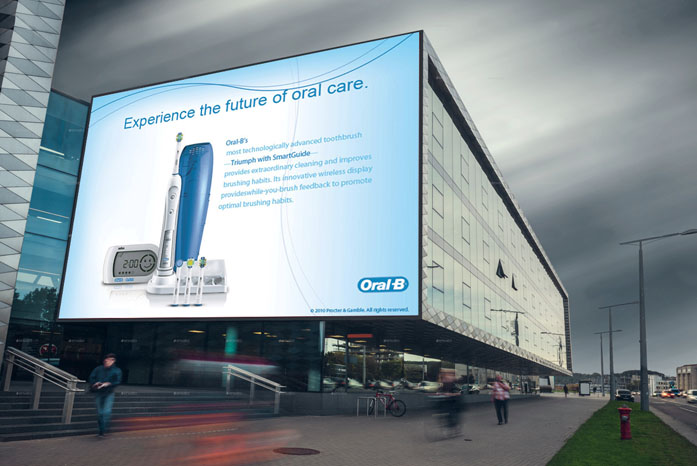 Experience the future of oral care.
Oral-B's
most technologically advanced toothbrush
—Triumph with SmartGuide—
provides extraordinary cleaning and improves
brushing habits. Its innovative wireless display
provideswhile-you-brush feedback to promote
optimal brushing habits.
2:00
Oral-B
© 2010 Procter & Gamble. All rights reserved.